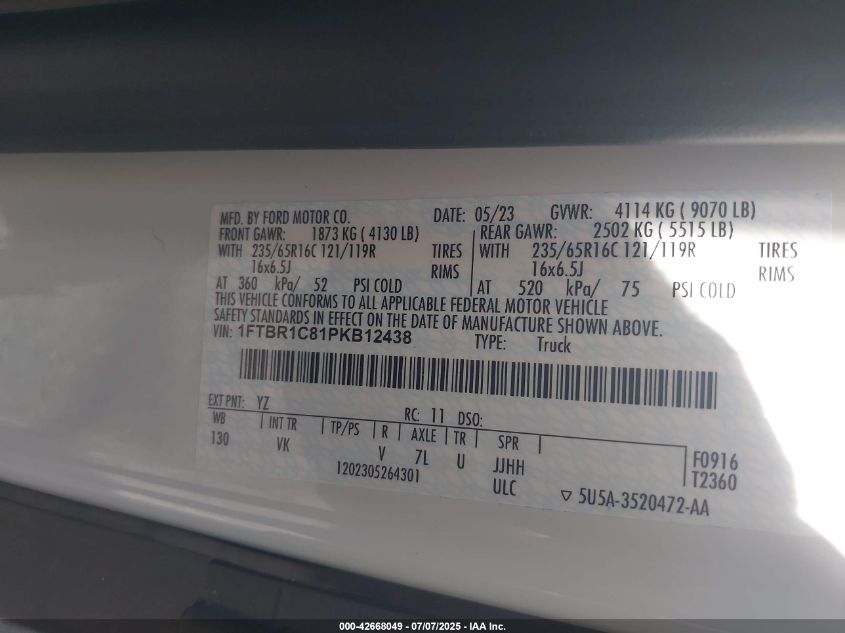 MFD. BY FORD MOTOR CO. DATE: 05/23 GVWR: 4114 KG ( 9070 LB)
FRONT GAWR: 1873 KG ( 4130 LB) REAR GAWR: 2502 KG ( 5515 LB)
WITH 235/65R16C 121/119R TIRES WITH 235/65R16C 121/119R TIRES
16x6.5J RIMS 16x6.5J RIMS
AT 360 kPa/ 52 PSI COLD AT 520 kPa/ 75 PSI COLD
THIS VEHICLE CONFORMS TO ALL APPLICABLE FEDERAL MOTOR VEHICLE
SAFETY STANDARDS IN EFFECT ON THE DATE OF MANUFACTURE SHOWN ABOVE.
VIN: 1FTBR1C81PKB12438 TYPE: Truck
EXT PNT: YZ RC: 11 DSO:
WB INT TR TP/PS R AXLE TR SPR
130 VK V 7L U JJHH F0916
1202305264301 ULC T2360
5U5A-3520472-AA
000-42668049 - 07/07/2025 - IAA Inc.